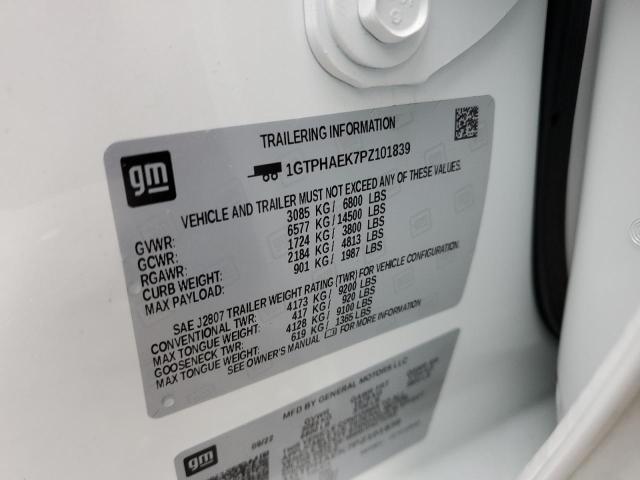 TRAILERING INFORMATION
gm
1GTPHAEK7PZ101839
VEHICLE AND TRAILER MUST NOT EXCEED ANY OF THESE VALUES.
GVWR: 3085 KG / 6800 LBS
GCWR: 6577 KG / 14500 LBS
RGAWR: 1724 KG / 3800 LBS
CURB WEIGHT: 2184 KG / 4813 LBS
MAX PAYLOAD: 901 KG / 1987 LBS
SAE J2807 TRAILER WEIGHT RATING (TWR) FOR VEHICLE CONFIGURATION.
CONVENTIONAL TWR: 4173 KG / 9200 LBS
MAX TONGUE WEIGHT: 417 KG / 920 LBS
GOOSENECK TWR: 4128 KG / 9100 LBS
MAX TONGUE WEIGHT: 619 KG / 1365 LBS
SEE OWNER'S MANUAL FOR MORE INFORMATION
MFD BY GENERAL MOTORS LLC
09/22
GVWR
gm